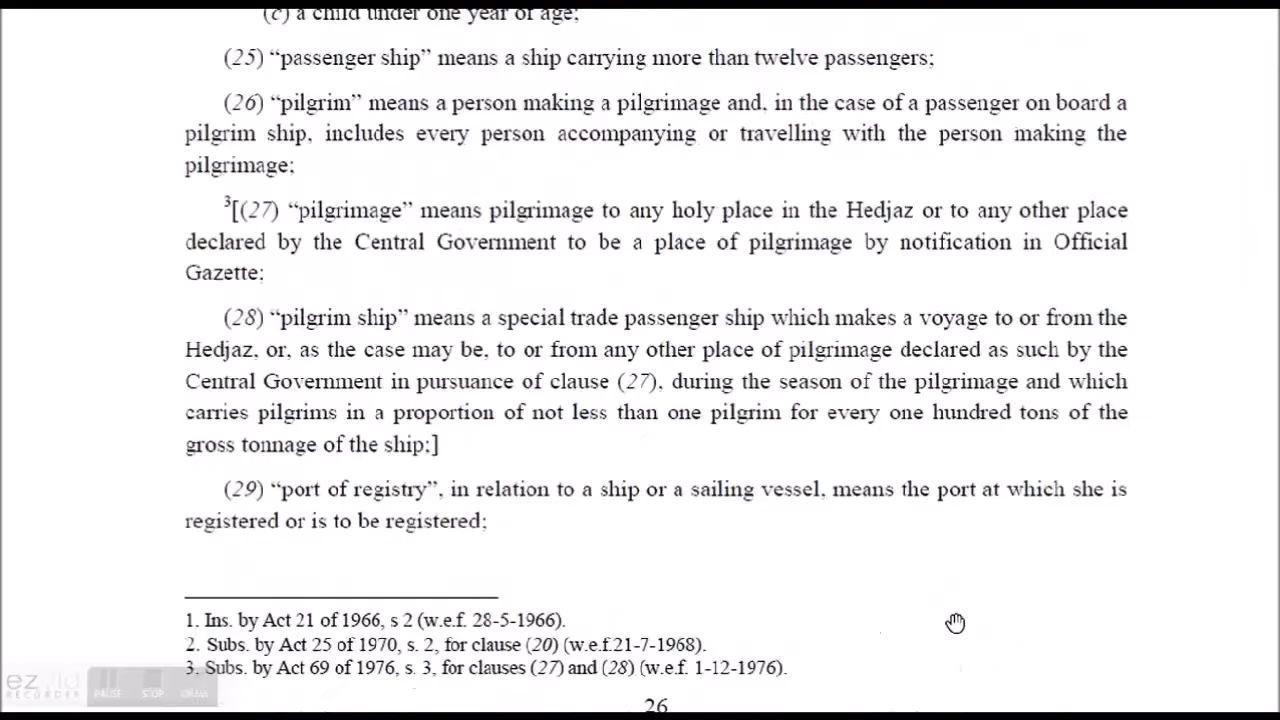 (c) a child under one year of age;
(25) “passenger ship” means a ship carrying more than twelve passengers;
(26) “pilgrim” means a person making a pilgrimage and, in the case of a passenger on board a
pilgrim ship, includes every person accompanying or travelling with the person making the
pilgrimage;
3[(27) “pilgrimage” means pilgrimage to any holy place in the Hedjaz or to any other place
declared by the Central Government to be a place of pilgrimage by notification in Official
Gazette;
(28) “pilgrim ship” means a special trade passenger ship which makes a voyage to or from the
Hedjaz, or, as the case may be, to or from any other place of pilgrimage declared as such by the
Central Government in pursuance of clause (27), during the season of the pilgrimage and which
carries pilgrims in a proportion of not less than one pilgrim for every one hundred tons of the
gross tonnage of the ship;]
(29) “port of registry”, in relation to a ship or a sailing vessel, means the port at which she is
registered or is to be registered;
1. Ins. by Act 21 of 1966, s 2 (w.e.f. 28-5-1966).
2. Subs. by Act 25 of 1970, s. 2, for clause (20) (w.e.f.21-7-1968).
3. Subs. by Act 69 of 1976, s. 3, for clauses (27) and (28) (w.e.f. 1-12-1976).
ez
RECORDER
PAUSE STOP
26